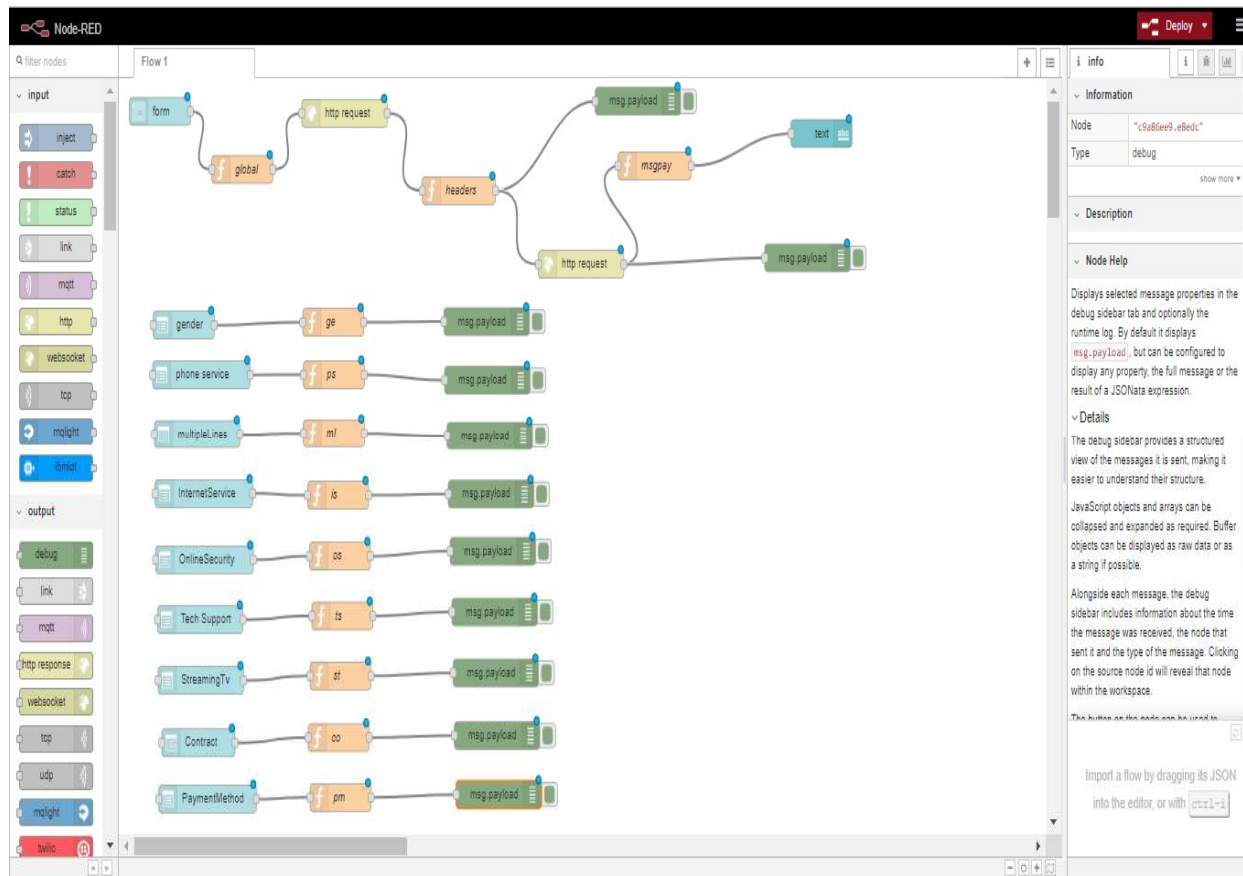 Node-RED
Deploy
filter nodes
Flow 1
info
input
inject
catch
status
link
mqtt
http
websocket
tcp
mqlight
ibmiot
output
debug
link
mqtt
http response
websocket
tcp
udp
mqlight
twilio
form
global
http request
headers
msg.payload
msgpay
text
abc
http request
msg.payload
gender
ge
msg.payload
phone service
ps
msg.payload
multipleLines
ml
msg.payload
InternetService
is
msg.payload
OnlineSecurity
os
msg.payload
Tech Support
ts
msg.payload
StreamingTv
st
msg.payload
Contract
co
msg.payload
PaymentMethod
pm
msg.payload
Information
Node "c9a86ee9.e8edc"
Type debug
show more
Description
Node Help
Displays selected message properties in the
debug sidebar tab and optionally the
runtime log. By default it displays
msg.payload , but can be configured to
display any property, the full message or the
result of a JSONata expression.
Details
The debug sidebar provides a structured
view of the messages it is sent, making it
easier to understand their structure.
JavaScript objects and arrays can be
collapsed and expanded as required. Buffer
objects can be displayed as raw data or as
a string if possible.
Alongside each message, the debug
sidebar includes information about the time
the message was received, the node that
sent it and the type of the message. Clicking
on the source node id will reveal that node
within the workspace.
The button on the node can be used to
Import a flow by dragging its JSON
into the editor, or with ctrl-i